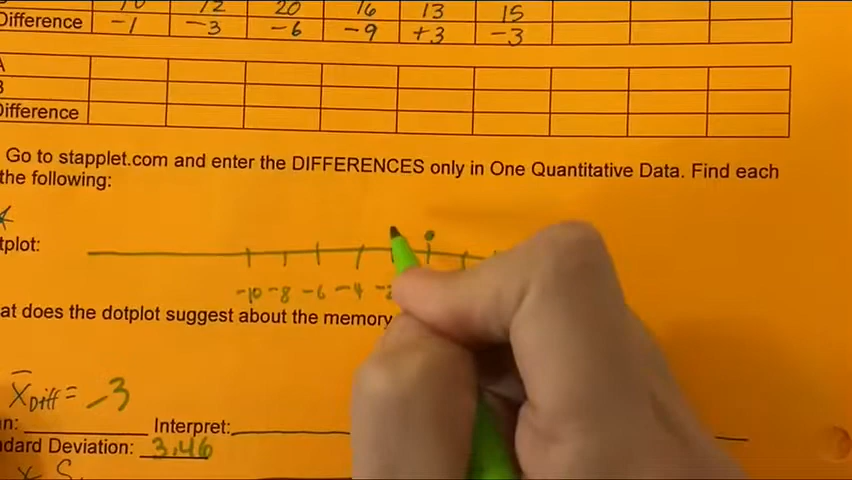 12 20 16 13 15
Difference -1 -3 -6 -9 +3 -3
Difference
Go to stapplet.com and enter the DIFFERENCES only in One Quantitative Data. Find each
the following:
tplot:
-10 -8 -6 -4 -2
at does the dotplot suggest about the memory
x̄Diff = -3
n: Interpret:
dard Deviation: 3.46